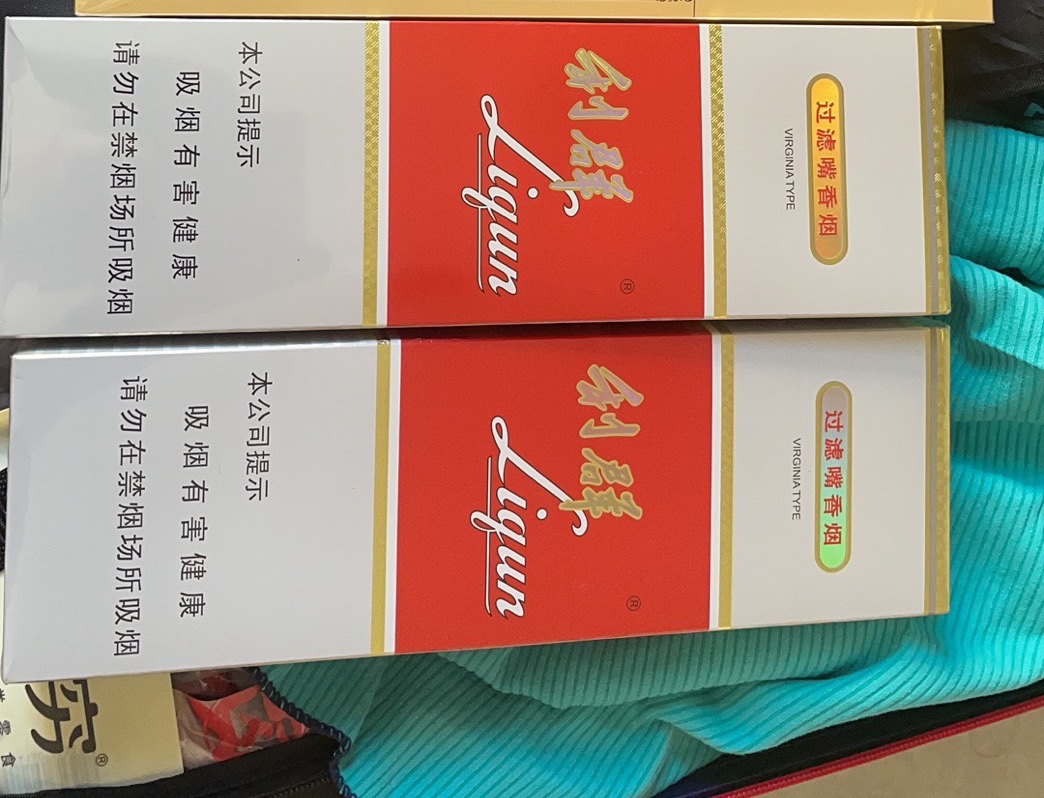 过滤嘴香烟
VIRGINIA TYPE
利群
Liqun
®
本公司提示
吸烟有害健康
请勿在禁烟场所吸烟
过滤嘴香烟
VIRGINIA TYPE
利群
Liqun
®
本公司提示
吸烟有害健康
请勿在禁烟场所吸烟
穷®
零食